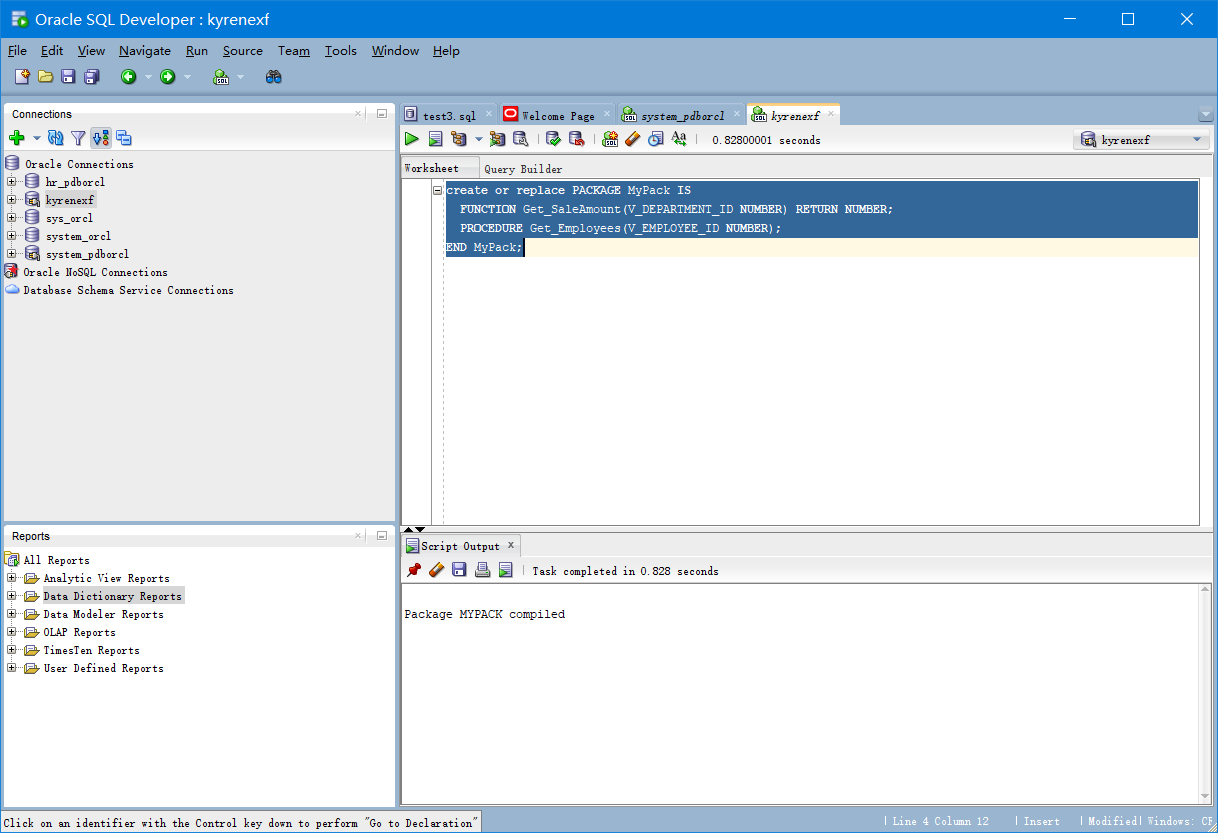 Oracle SQL Developer : kyrenexf
File Edit View Navigate Run Source Team Tools Window Help
Connections
Oracle Connections
hr_pdborcl
kyrenexf
sys_orcl
system_orcl
system_pdborcl
Oracle NoSQL Connections
Database Schema Service Connections
Reports
All Reports
Analytic View Reports
Data Dictionary Reports
Data Modeler Reports
OLAP Reports
TimesTen Reports
User Defined Reports
test3.sql Welcome Page system_pdborcl kyrenexf
0.82800001 seconds kyrenexf
Worksheet Query Builder
create or replace PACKAGE MyPack IS
FUNCTION Get_SaleAmount(V_DEPARTMENT_ID NUMBER) RETURN NUMBER;
PROCEDURE Get_Employees(V_EMPLOYEE_ID NUMBER);
END MyPack;
Script Output x
Task completed in 0.828 seconds
Package MYPACK compiled
Click on an identifier with the Control key down to perform "Go to Declaration"
Line 4 Column 12 | Insert | Modified | Windows: CF